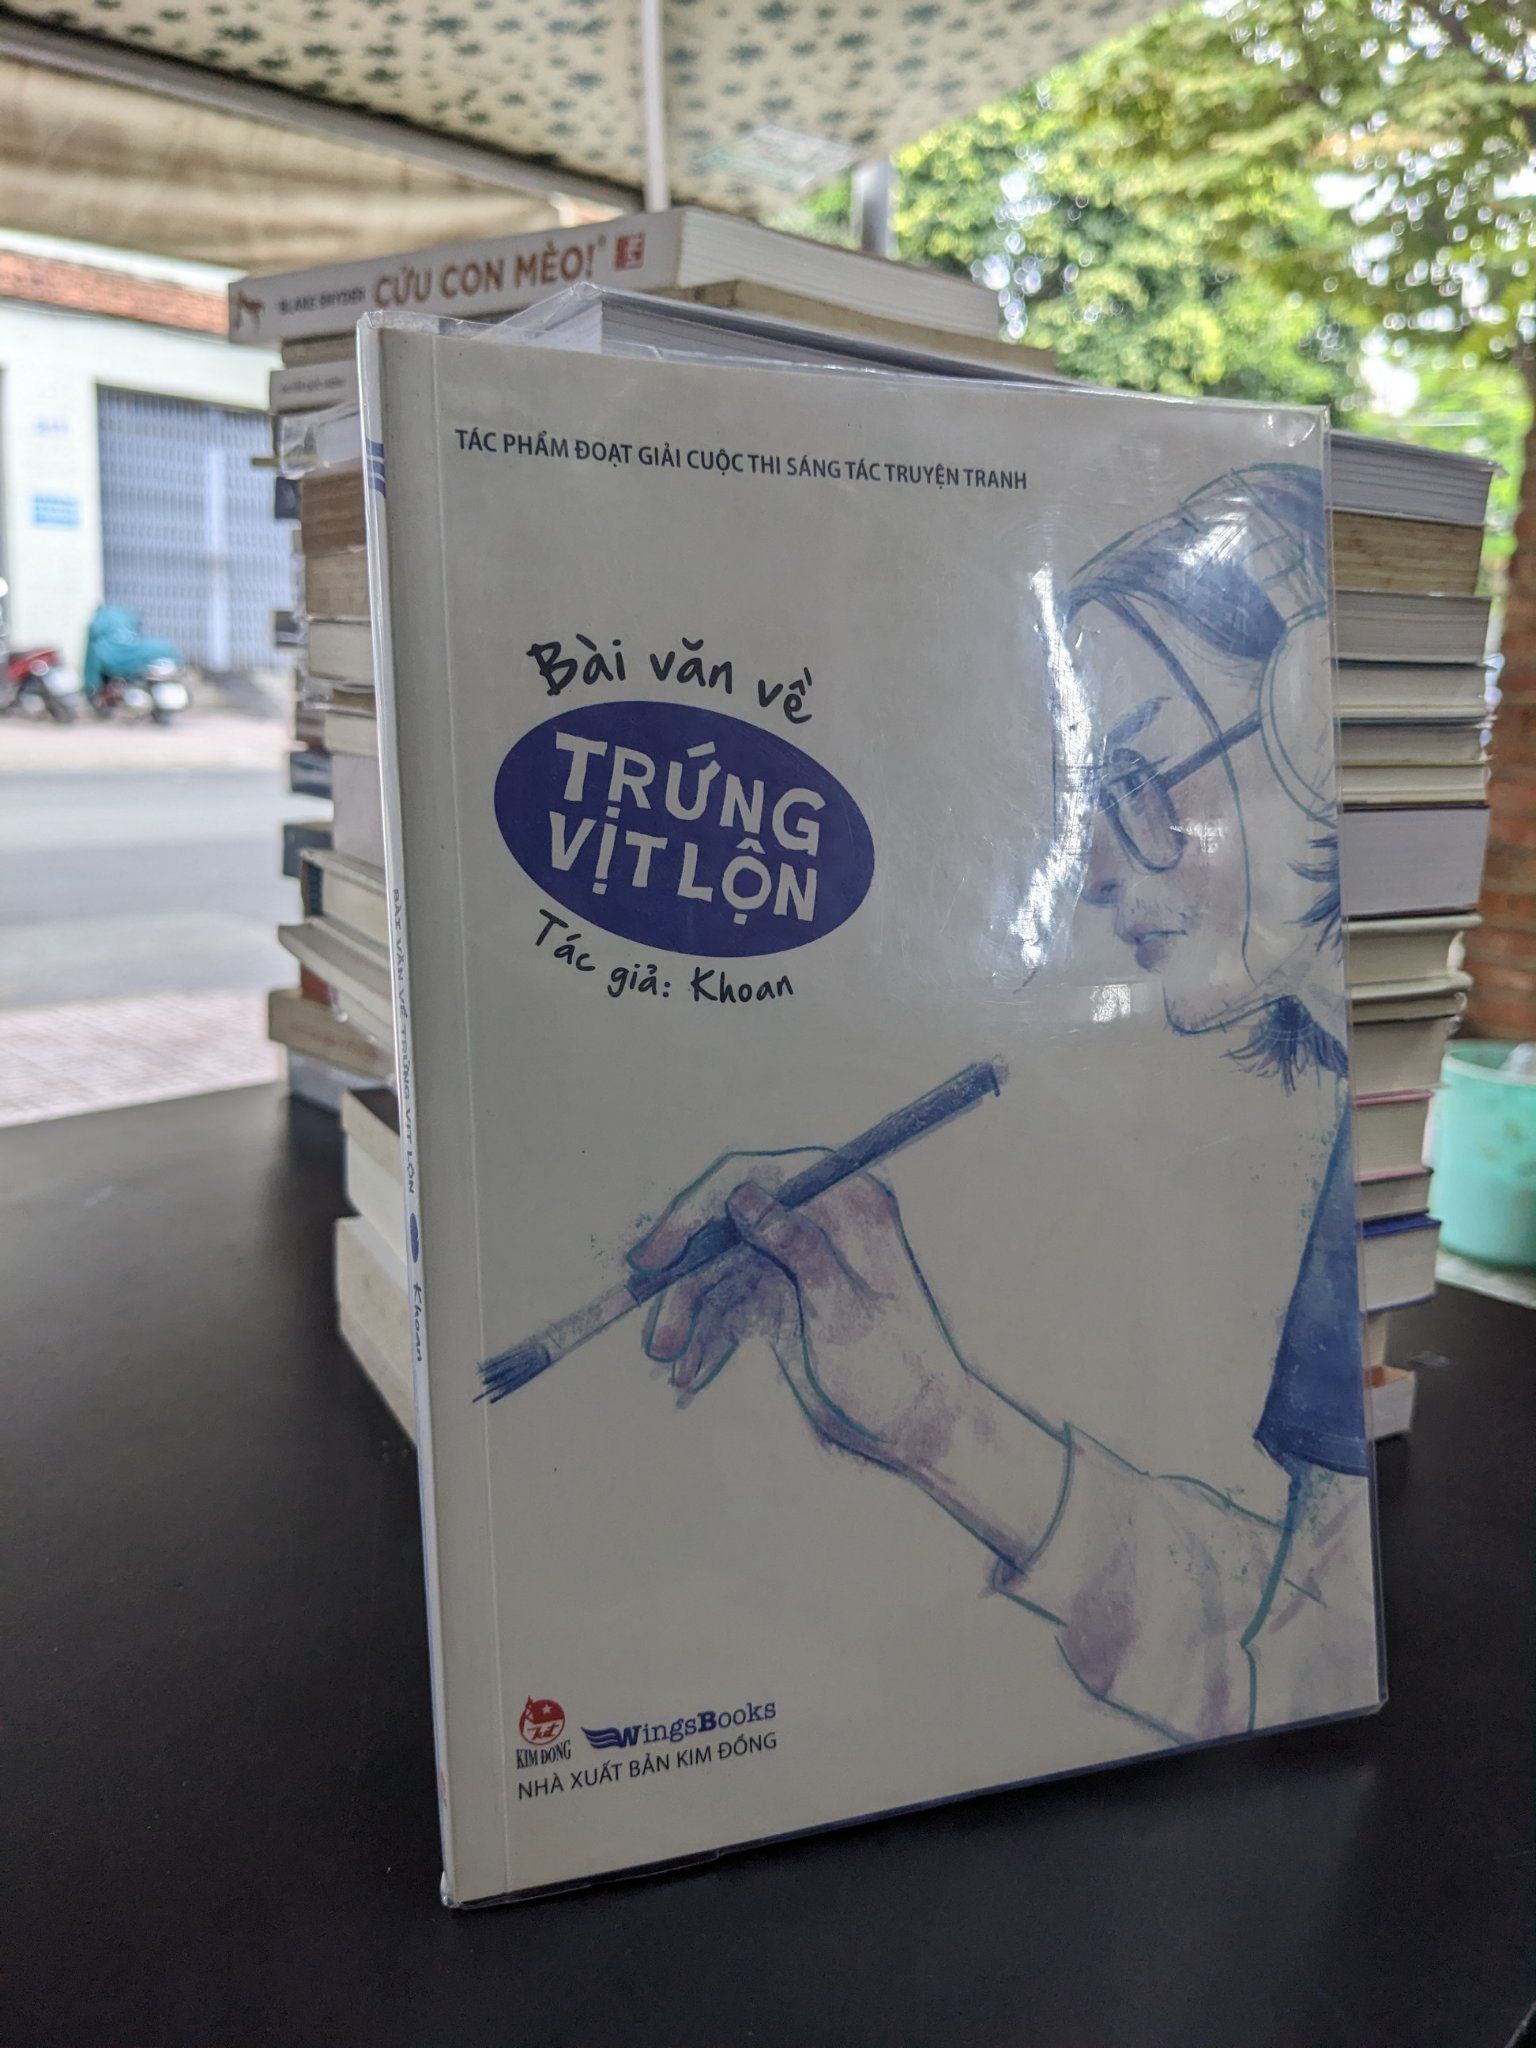 BLAKE SNYDER CỨU CON MÈO!
TÁC PHẨM ĐOẠT GIẢI CUỘC THI SÁNG TÁC TRUYỆN TRANH
Bài văn về
TRỨNG
VỊT LỘN
Tác giả: Khoan
BÀI VĂN VỀ TRỨNG VỊT LỘN Khoan
KIM ĐỒNG
WingsBooks
NHÀ XUẤT BẢN KIM ĐỒNG